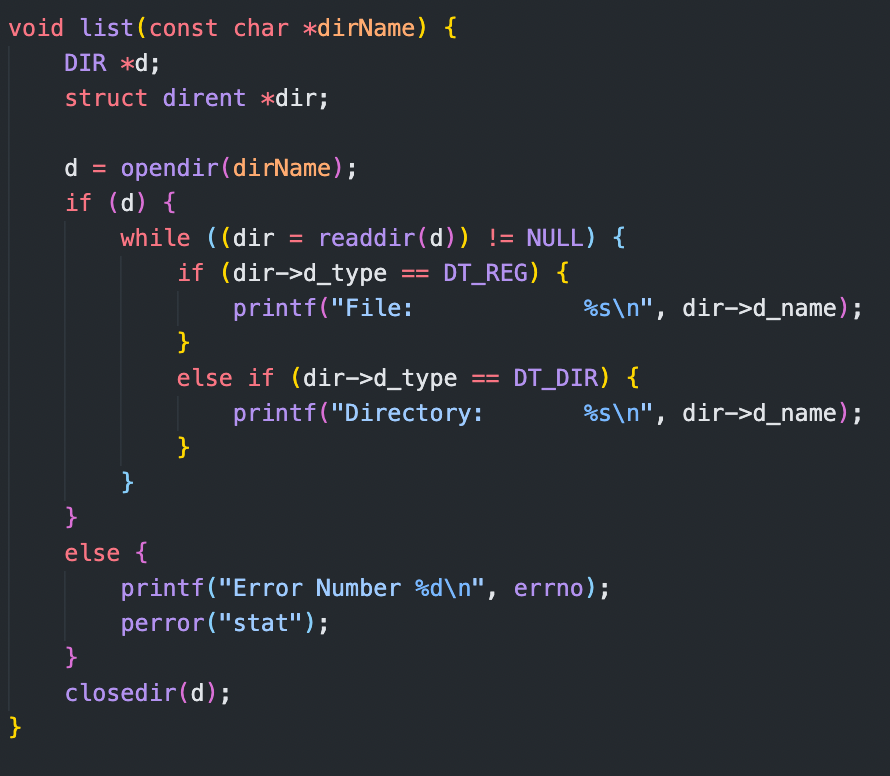 void list(const char *dirName) {
    DIR *d;
    struct dirent *dir;

    d = opendir(dirName);
    if (d) {
        while ((dir = readdir(d)) != NULL) {
            if (dir->d_type == DT_REG) {
                printf("File:            %s\n", dir->d_name);
            }
            else if (dir->d_type == DT_DIR) {
                printf("Directory:       %s\n", dir->d_name);
            }
        }
    }
    else {
        printf("Error Number %d\n", errno);
        perror("stat");
    }
    closedir(d);
}